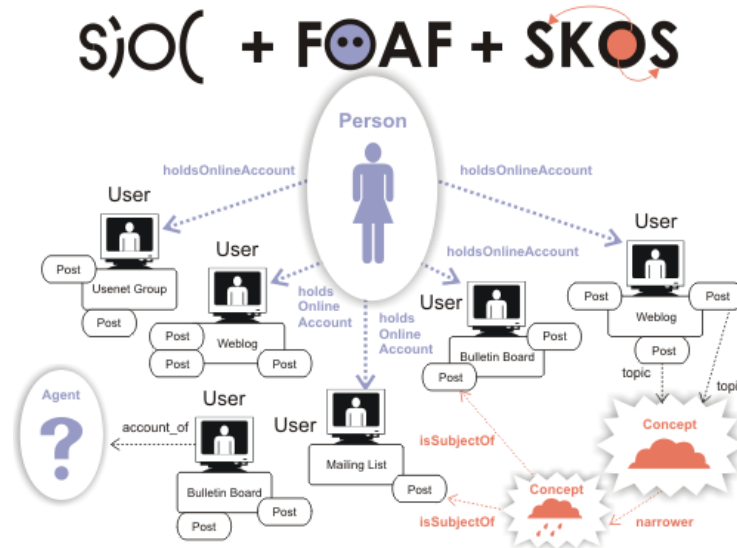 SIOC + FOAF + SKOS
Person
holdsOnlineAccount
holdsOnlineAccount
User
User
User
holdsOnlineAccount
User
Post
Usenet Group
Post
holds
Online
Account
holds
Online
Account
Post
Weblog
Post
Post
Post
Post
Weblog
Post
Post
Bulletin Board
Post
topic
Agent
?
account_of
User
User
Mailing List
Post
Bulletin Board
Post
Post
isSubjectOf
isSubjectOf
Concept
Concept
narrower